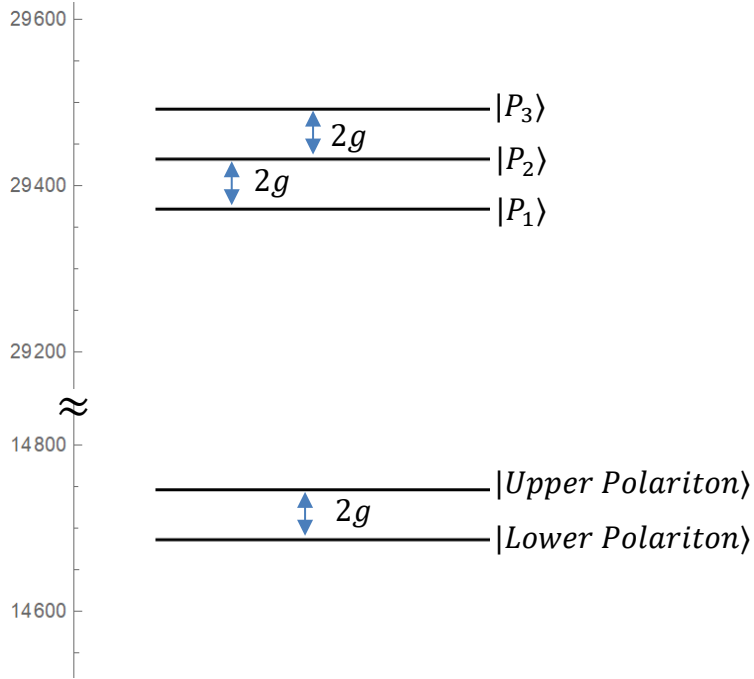 29600
|P₃⟩
2g
|P₂⟩
29400
2g
|P₁⟩
29200
≈
14800
|Upper Polariton⟩
2g
|Lower Polariton⟩
14600